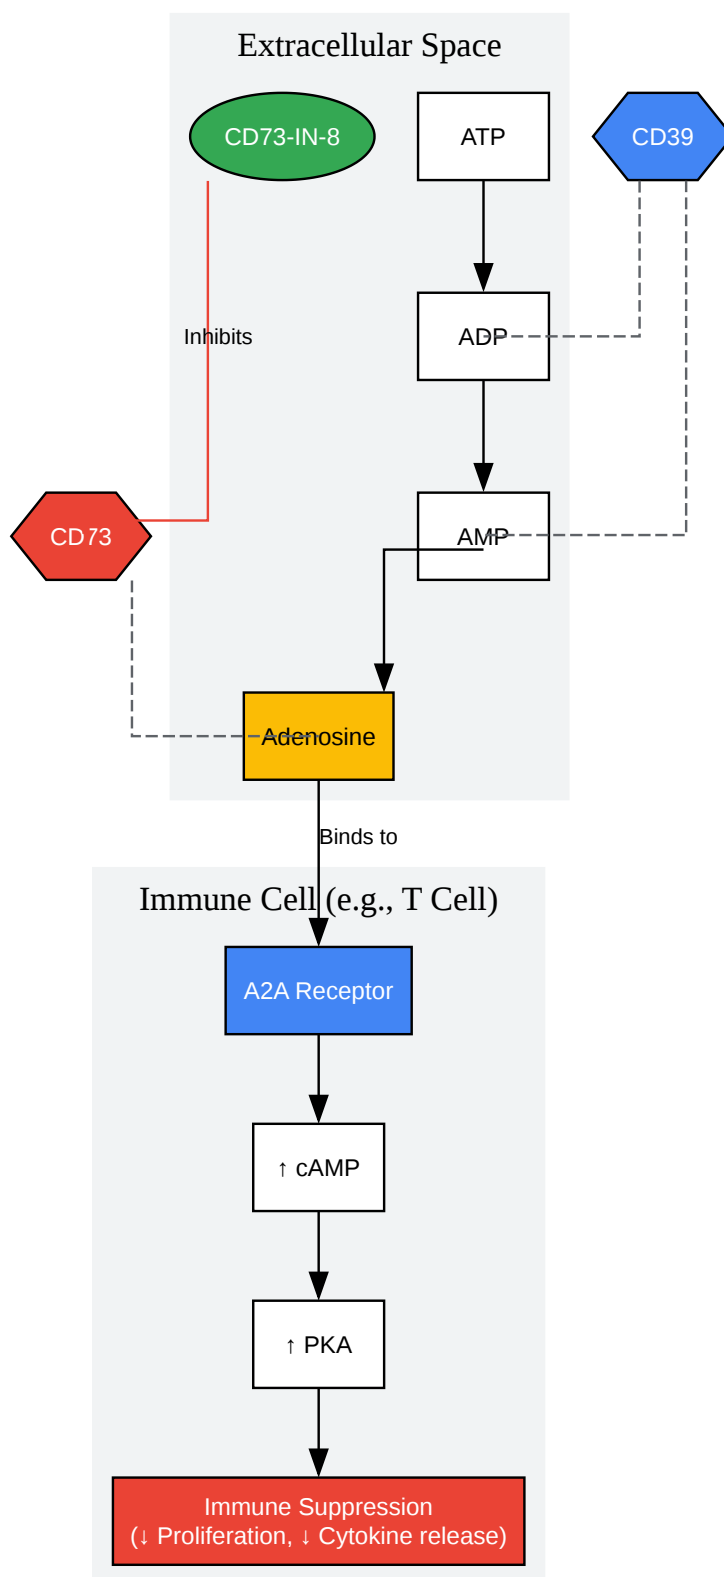 Extracellular Space
CD73-IN-8
ATP
CD39
Inhibits
ADP
CD73
AMP
Adenosine
Binds to
Immune Cell (e.g., T Cell)
A2A Receptor
↑ cAMP
↑ PKA
Immune Suppression
(↓ Proliferation, ↓ Cytokine release)